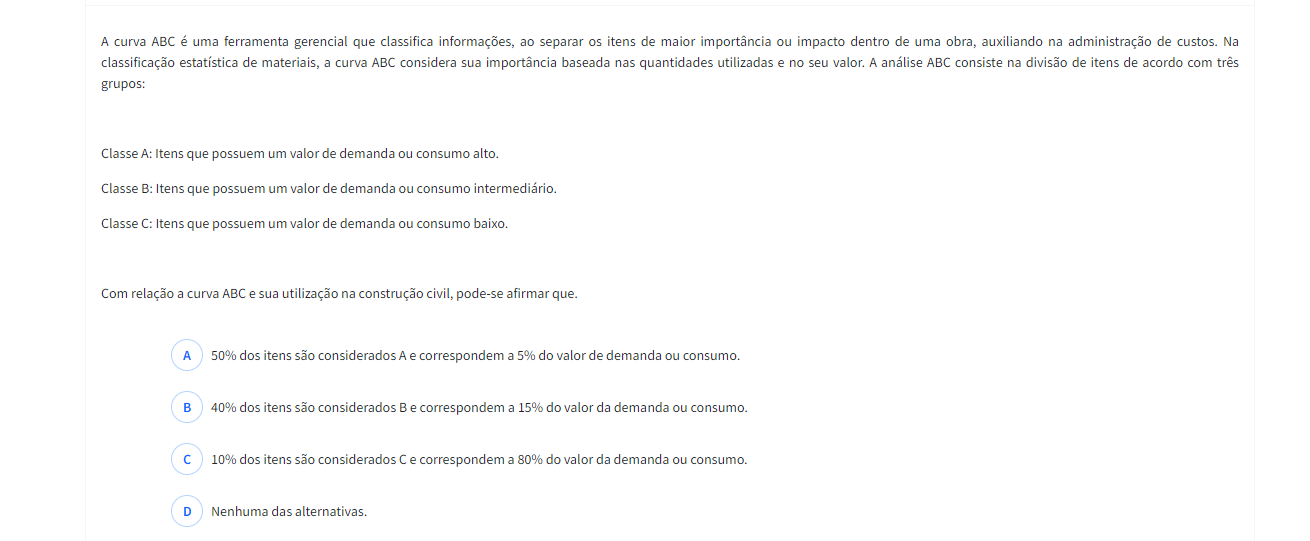 A curva ABC é uma ferramenta gerencial que classifica informações, ao separar os itens de maior importância ou impacto dentro de uma obra, auxiliando na administração de custos. Na
classificação estatística de materiais, a curva ABC considera sua importância baseada nas quantidades utilizadas e no seu valor. A análise ABC consiste na divisão de itens de acordo com três
grupos:
Classe A: Itens que possuem um valor de demanda ou consumo alto.
Classe B: Itens que possuem um valor de demanda ou consumo intermediário.
Classe C: Itens que possuem um valor de demanda ou consumo baixo.
Com relação a curva ABC e sua utilização na construção civil, pode-se afirmar que.
A 50% dos itens são considerados A e correspondem a 5% do valor de demanda ou consumo.
B 40% dos itens são considerados B e correspondem a 15% do valor da demanda ou consumo.
C 10% dos itens são considerados C e correspondem a 80% do valor da demanda ou consumo.
D Nenhuma das alternativas.